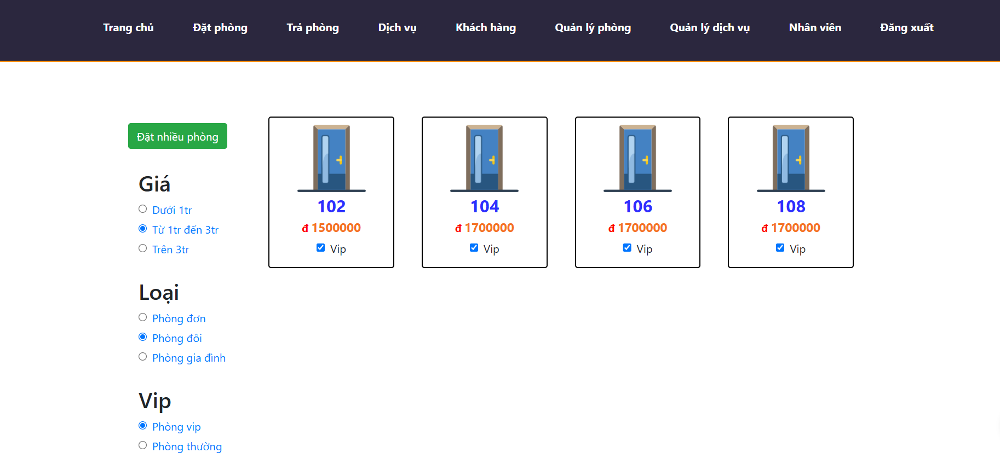 Trang chủ Đặt phòng Trả phòng Dịch vụ Khách hàng Quản lý phòng Quản lý dịch vụ Nhân viên Đăng xuất
Đặt nhiều phòng
Giá
Dưới 1tr
Từ 1tr đến 3tr
Trên 3tr
Loại
Phòng đơn
Phòng đôi
Phòng gia đình
Vip
Phòng vip
Phòng thường
102
đ 1500000
Vip
104
đ 1700000
Vip
106
đ 1700000
Vip
108
đ 1700000
Vip